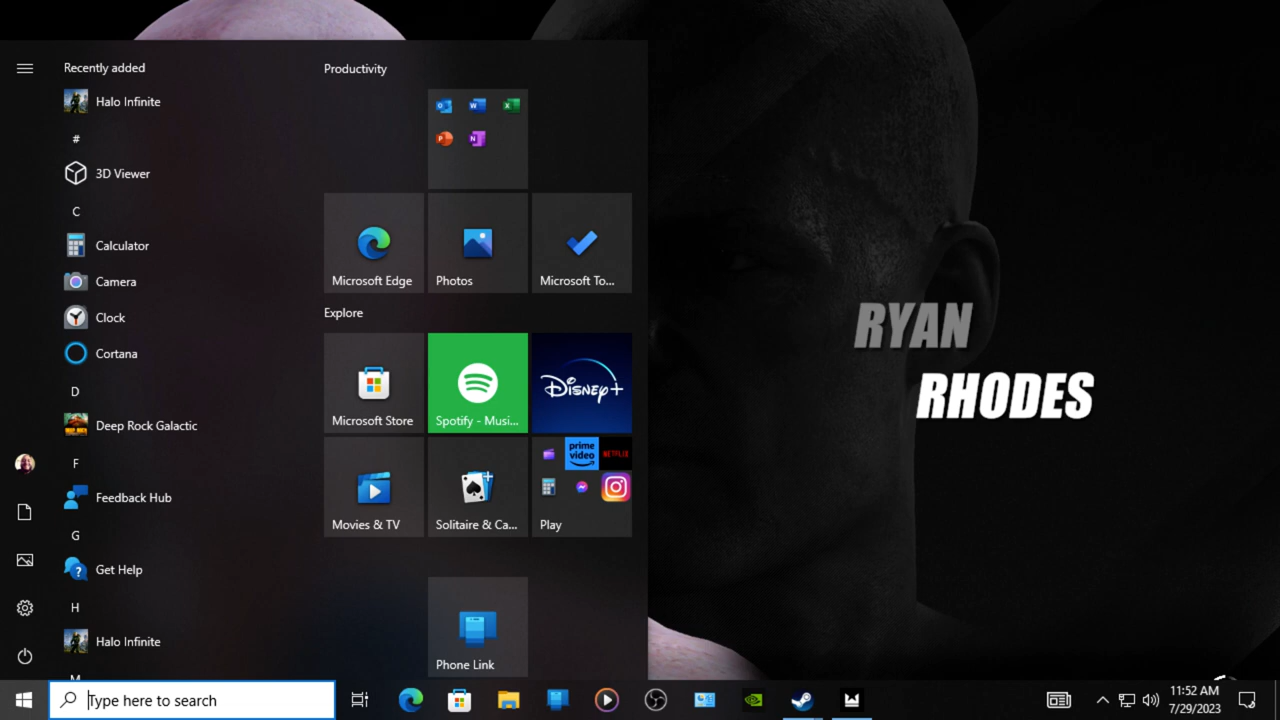 Recently added
Halo Infinite
#
3D Viewer
C
Calculator
Camera
Clock
Cortana
D
Deep Rock Galactic
F
Feedback Hub
G
Get Help
H
Halo Infinite
M
Productivity
Microsoft Edge
Photos
Microsoft To...
Explore
Microsoft Store
Spotify - Musi...
Disney+
Movies & TV
Solitaire & Ca...
prime video
NETFLIX
Play
Phone Link
RYAN
RHODES
Type here to search
11:52 AM
7/29/2023